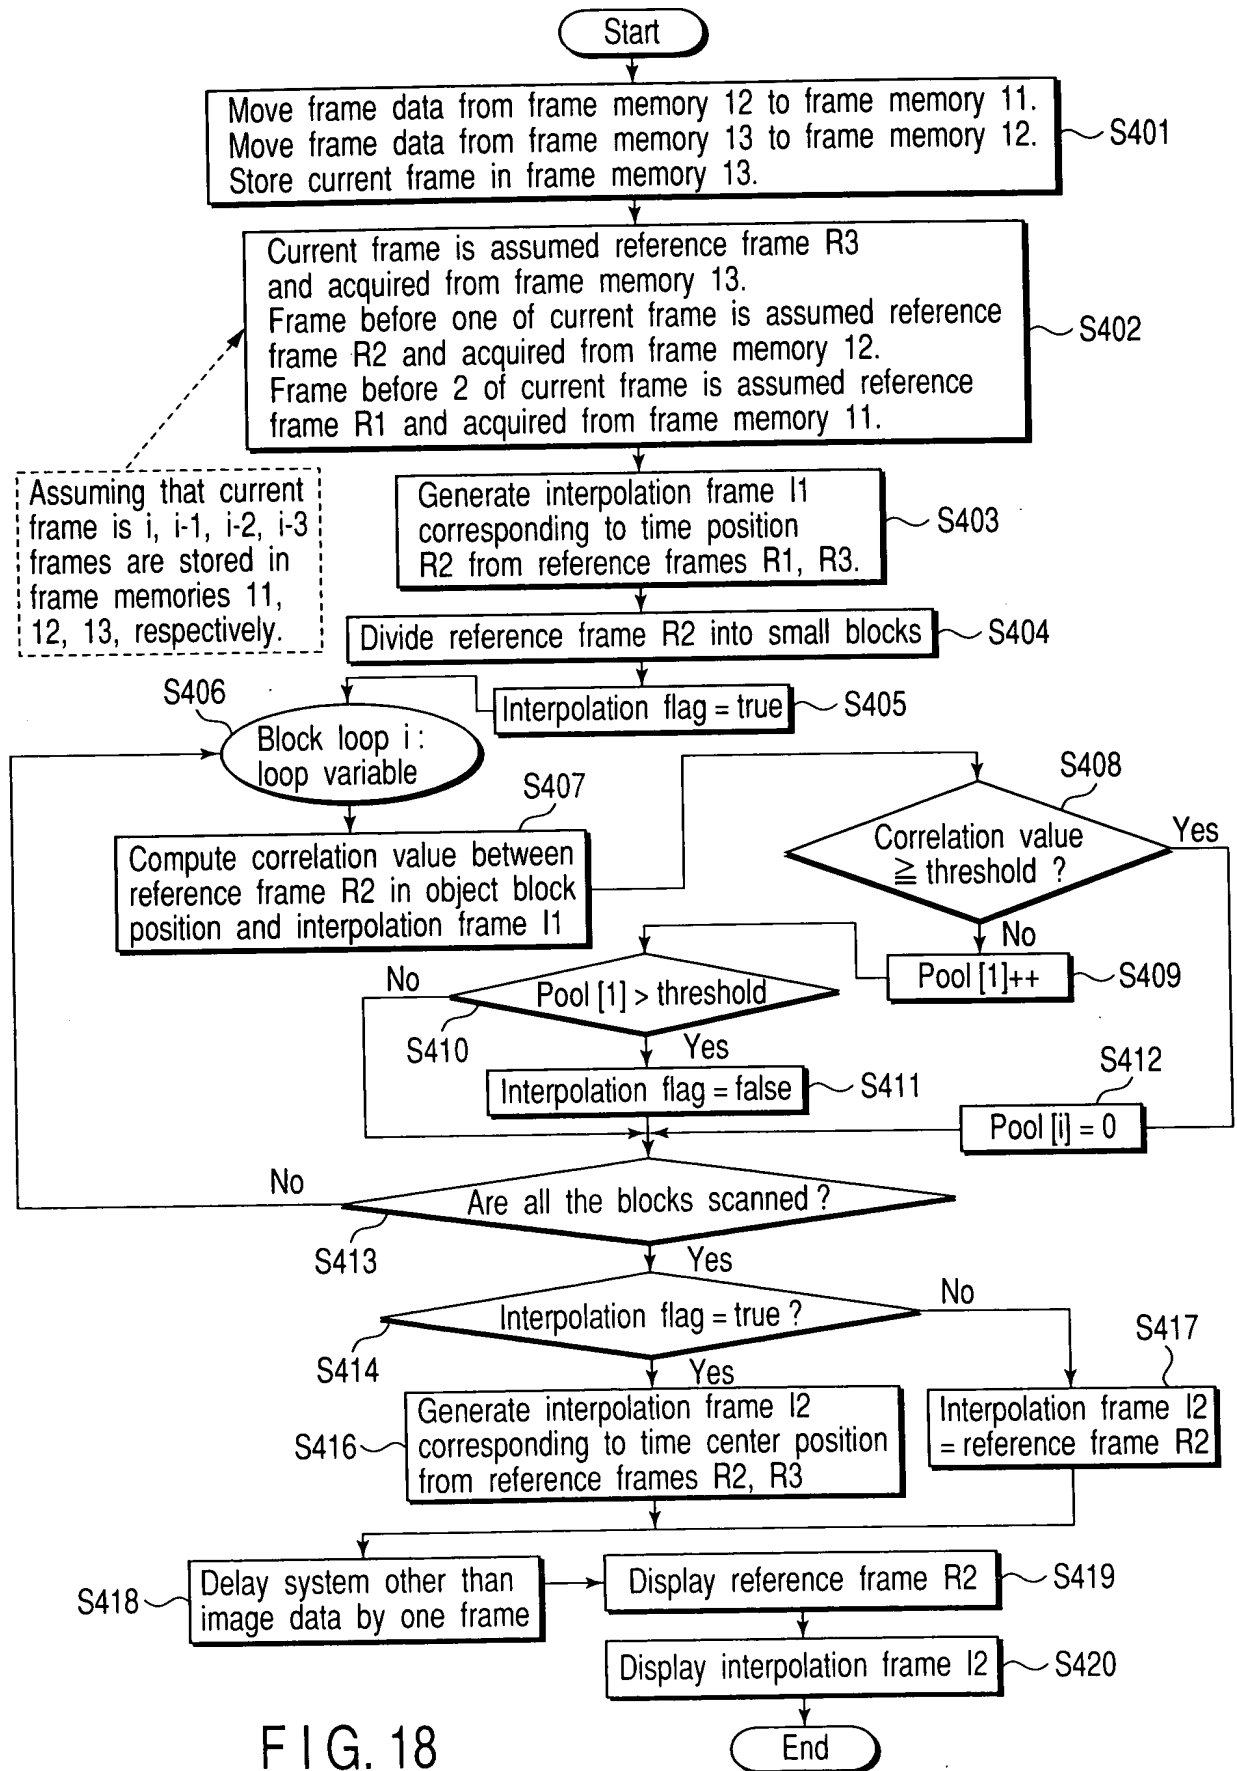 Start
Move frame data from frame memory 12 to frame memory 11.
Move frame data from frame memory 13 to frame memory 12.
Store current frame in frame memory 13.
S401
Current frame is assumed reference frame R3
and acquired from frame memory 13.
Frame before one of current frame is assumed reference
frame R2 and acquired from frame memory 12.
Frame before 2 of current frame is assumed reference
frame R1 and acquired from frame memory 11.
S402
Assuming that current
frame is i, i-1, i-2, i-3
frames are stored in
frame memories 11,
12, 13, respectively.
Generate interpolation frame I1
corresponding to time position
R2 from reference frames R1, R3.
S403
Divide reference frame R2 into small blocks
S404
Interpolation flag = true
S405
S406
Block loop i :
loop variable
S407
Compute correlation value between
reference frame R2 in object block
position and interpolation frame I1
S408
Correlation value
≧ threshold ?
Yes
No
Pool [1]++
S409
Pool [1] > threshold
No
S410
Yes
Interpolation flag = false
S411
S412
Pool [i] = 0
Are all the blocks scanned ?
No
S413
Yes
Interpolation flag = true ?
No
S414
Yes
Generate interpolation frame I2
corresponding to time center position
from reference frames R2, R3
S416
S417
Interpolation frame I2
= reference frame R2
Delay system other than
image data by one frame
S418
Display reference frame R2
S419
Display interpolation frame I2
S420
End
FIG. 18